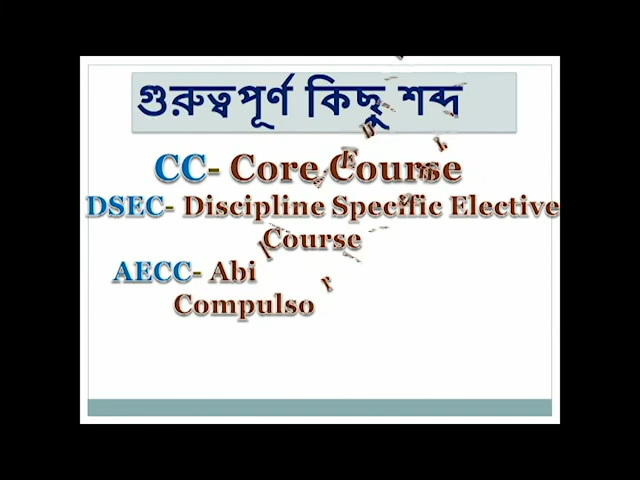 গুরুত্বপূর্ণ কিছু শব্দ
CC- Core Course
DSEC- Discipline Specific Elective
Course
AECC- Abi
Compulso